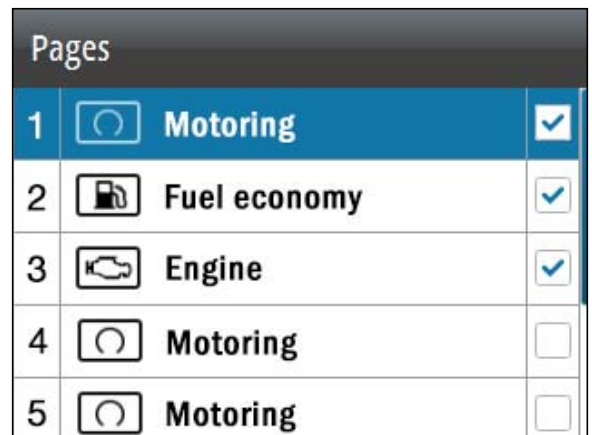 Pages
1 Motoring
2 Fuel economy
3 Engine
4 Motoring
5 Motoring